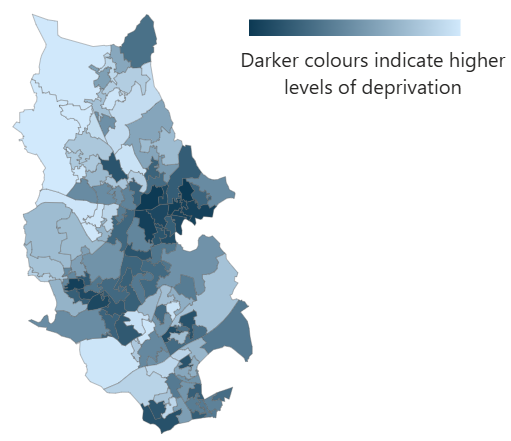 Darker colours indicate higher
levels of deprivation